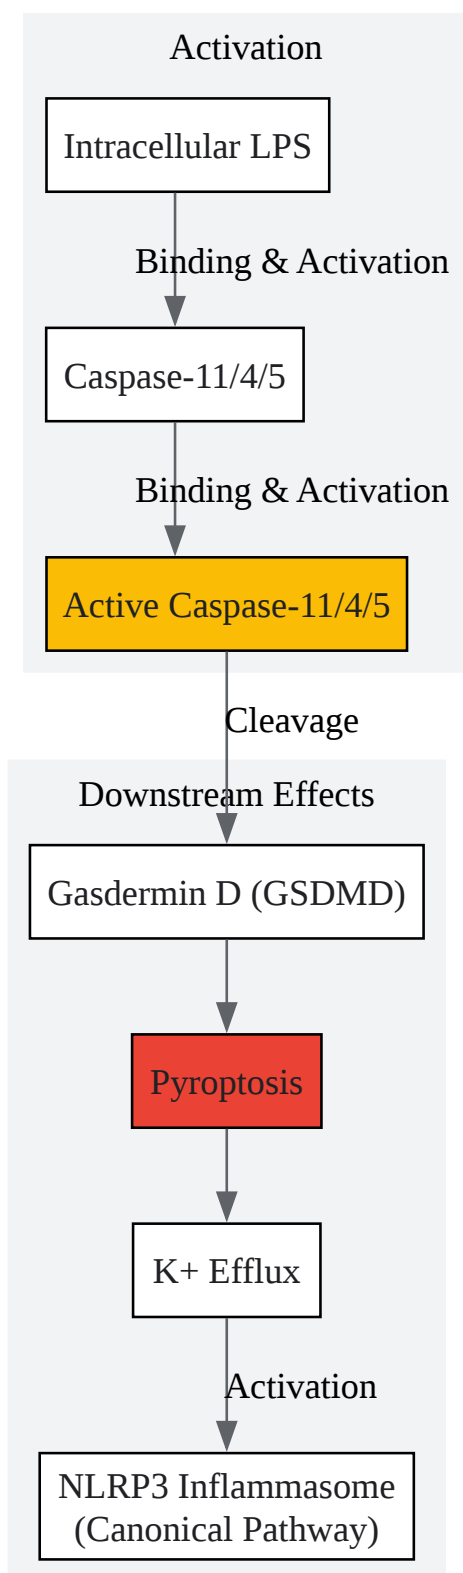 Activation
Intracellular LPS
Binding & Activation
Caspase-11/4/5
Binding & Activation
Active Caspase-11/4/5
Cleavage
Downstream Effects
Gasdermin D (GSDMD)
Pyroptosis
K+ Efflux
Activation
NLRP3 Inflammasome
(Canonical Pathway)